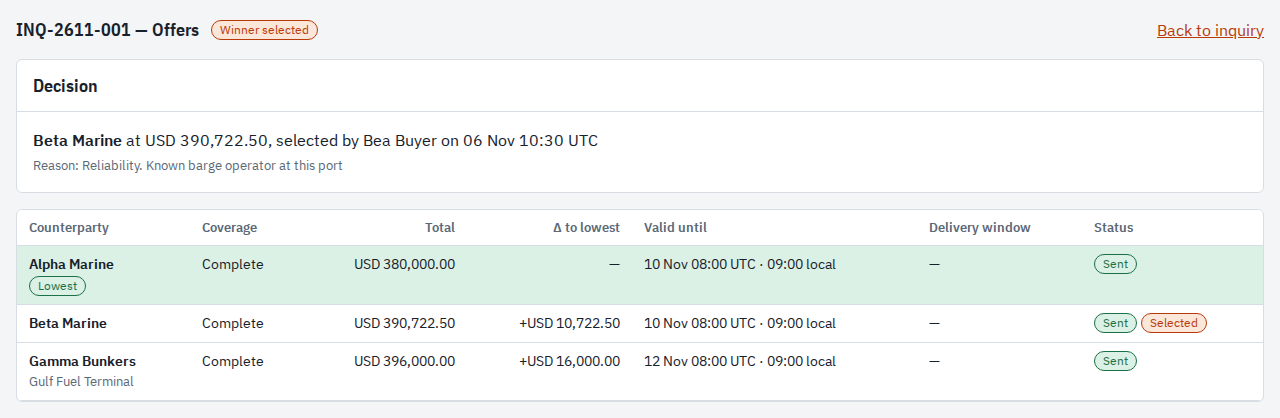 INQ-2611-001 — Offers Winner selected Back to inquiry
Decision
Beta Marine at USD 390,722.50, selected by Bea Buyer on 06 Nov 10:30 UTC
Reason: Reliability. Known barge operator at this port
Counterparty Coverage Total Δ to lowest Valid until Delivery window Status
Alpha Marine Complete USD 380,000.00 — 10 Nov 08:00 UTC · 09:00 local — Sent
Lowest
Beta Marine Complete USD 390,722.50 +USD 10,722.50 10 Nov 08:00 UTC · 09:00 local — Sent Selected
Gamma Bunkers Complete USD 396,000.00 +USD 16,000.00 12 Nov 08:00 UTC · 09:00 local — Sent
Gulf Fuel Terminal